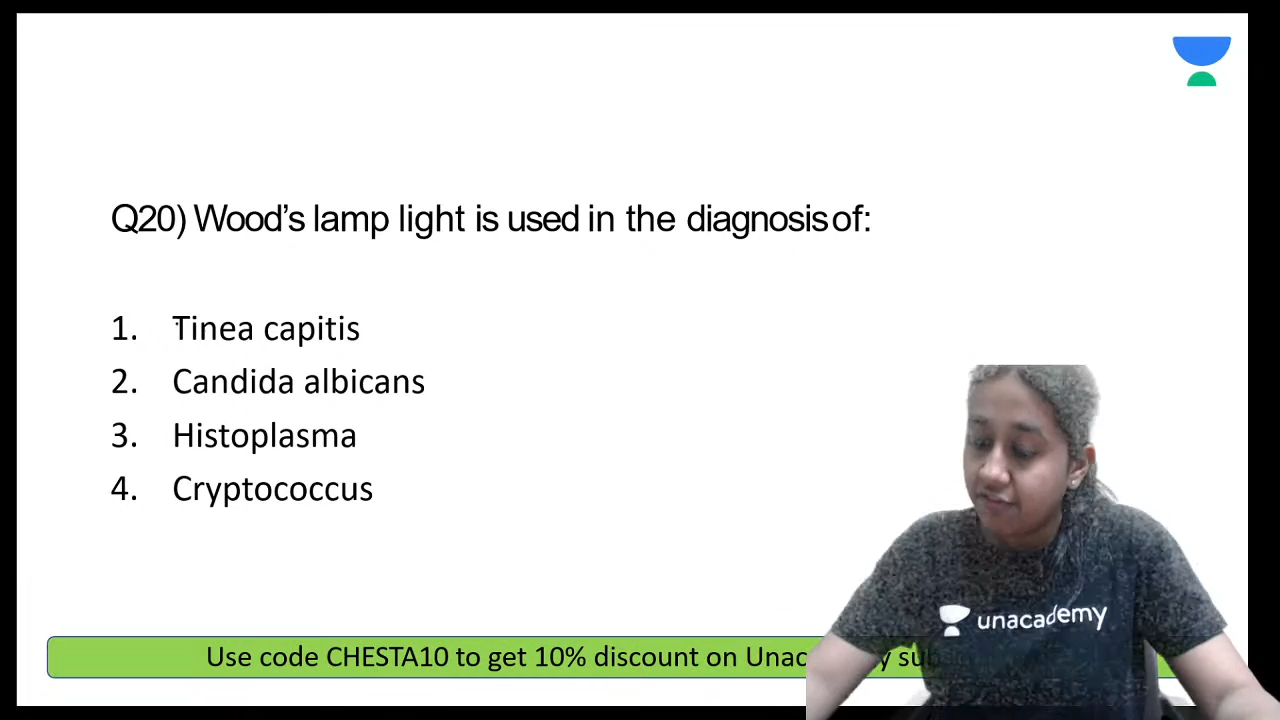 Q20) Wood's lamp light is used in the diagnosis of:
1. Tinea capitis
2. Candida albicans
3. Histoplasma
4. Cryptococcus
unacademy
Use code CHESTA10 to get 10% discount on